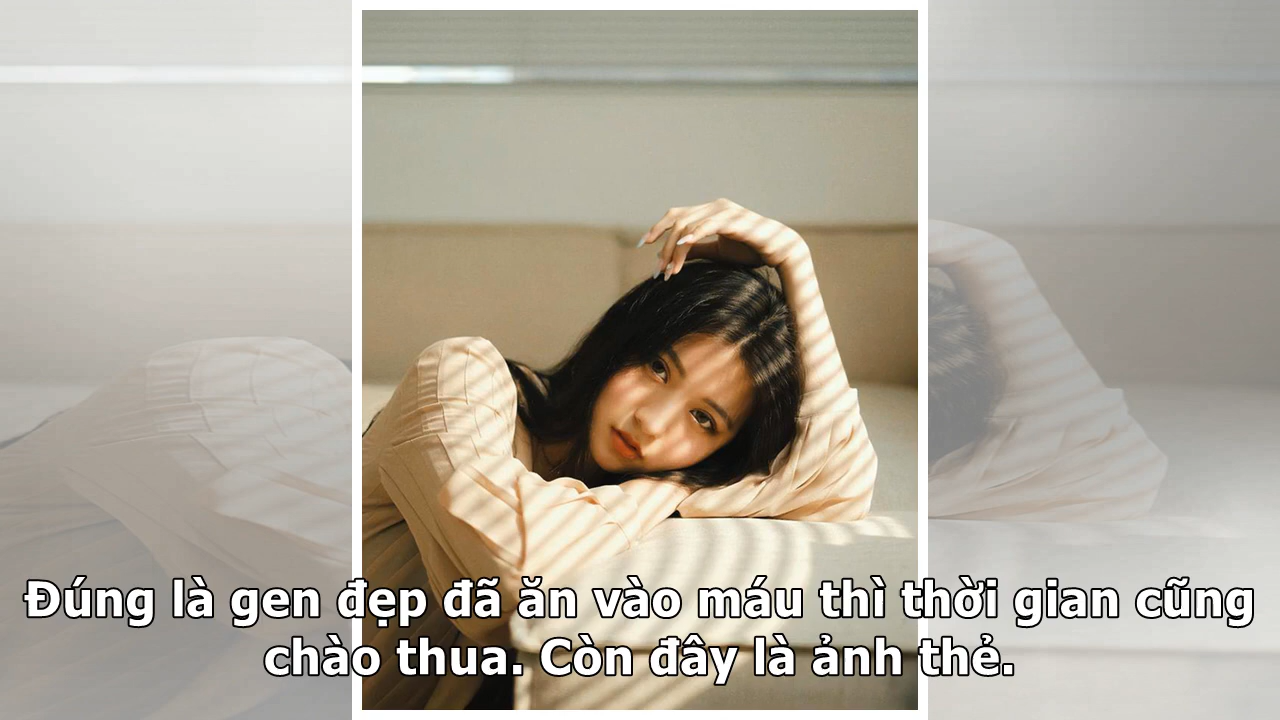 Đúng là gen đẹp đã ăn vào máu thì thời gian cũng
chào thua. Còn đây là ảnh thẻ.